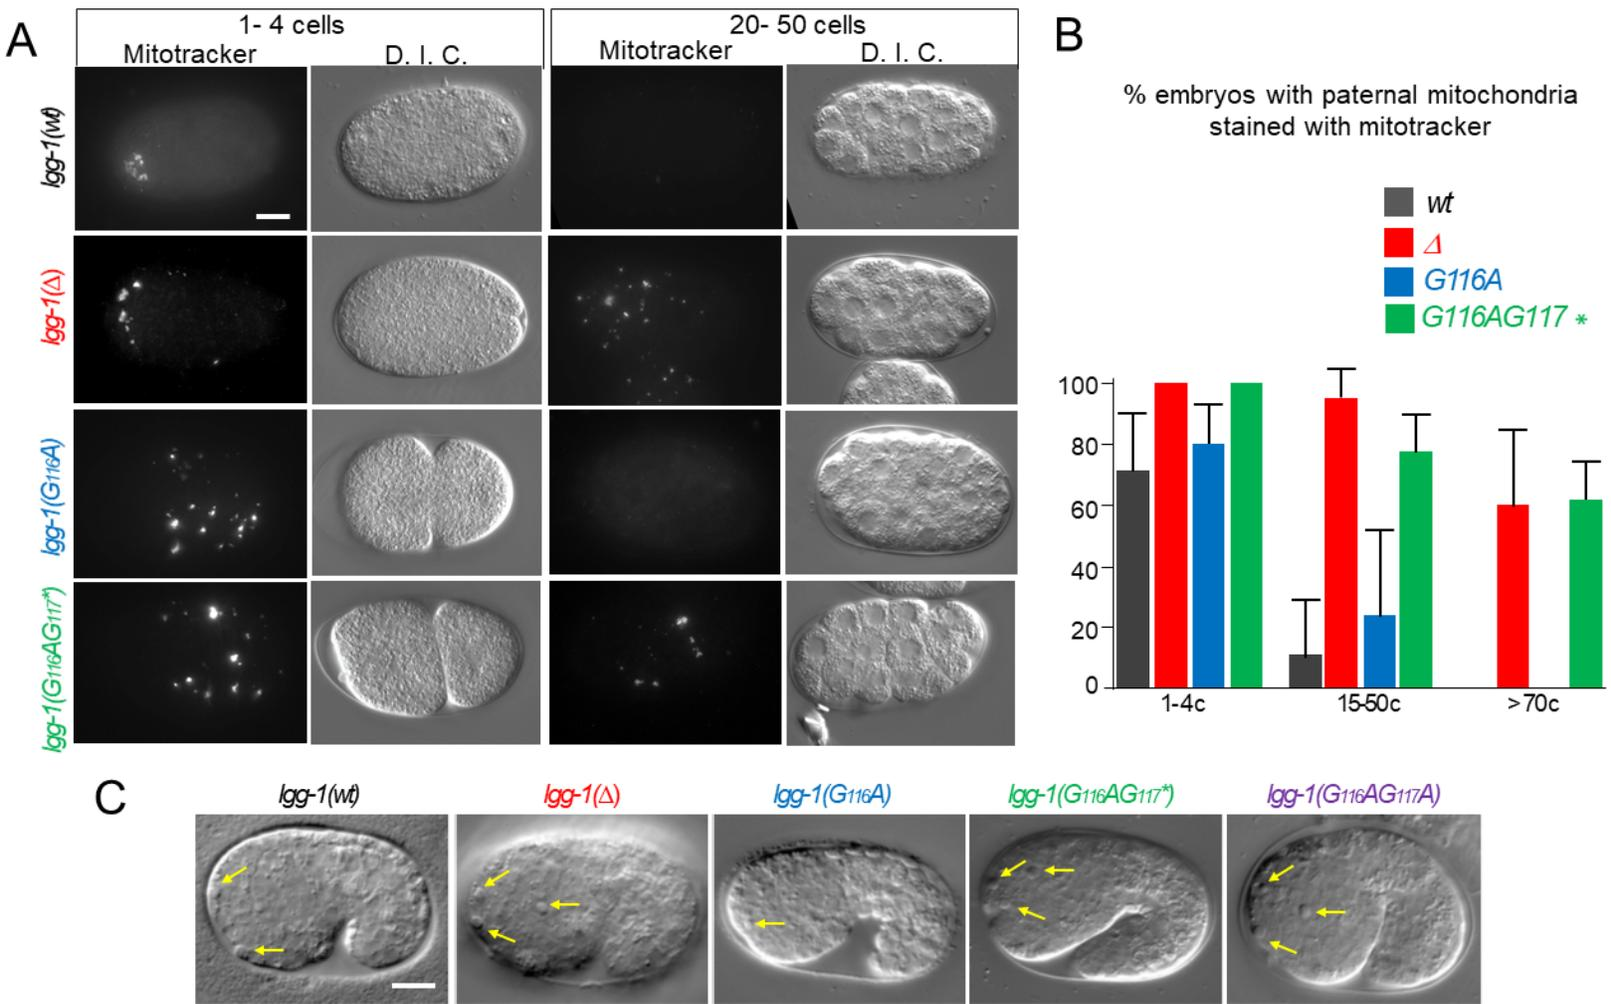 A
1- 4 cells
20- 50 cells
Mitotracker
D. I. C.
Mitotracker
D. I. C.
lgg-1(wt)
lgg-1(Δ)
lgg-1(G116A)
lgg-1(G116AG117*)
B
% embryos with paternal mitochondria
stained with mitotracker
wt
Δ
G116A
G116AG117 *
100
80
60
40
20
0
1-4c
15-50c
>70c
C
lgg-1(wt)
lgg-1(Δ)
lgg-1(G116A)
lgg-1(G116AG117*)
lgg-1(G116AG117A)